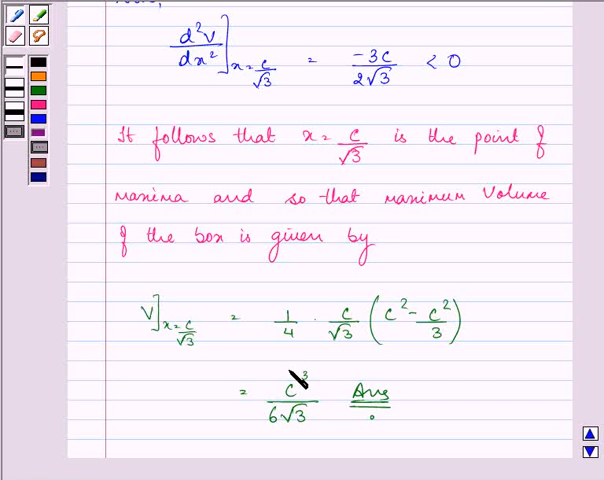 d²V/dx²]x=c/√3 = -3c/2√3 < 0
It follows that x = c/√3 is the point of
maxima and so that maximum volume
of the box is given by
V]x=c/√3 = 1/4 · c/√3 (c² - c²/3)
= c³/6√3 Ans